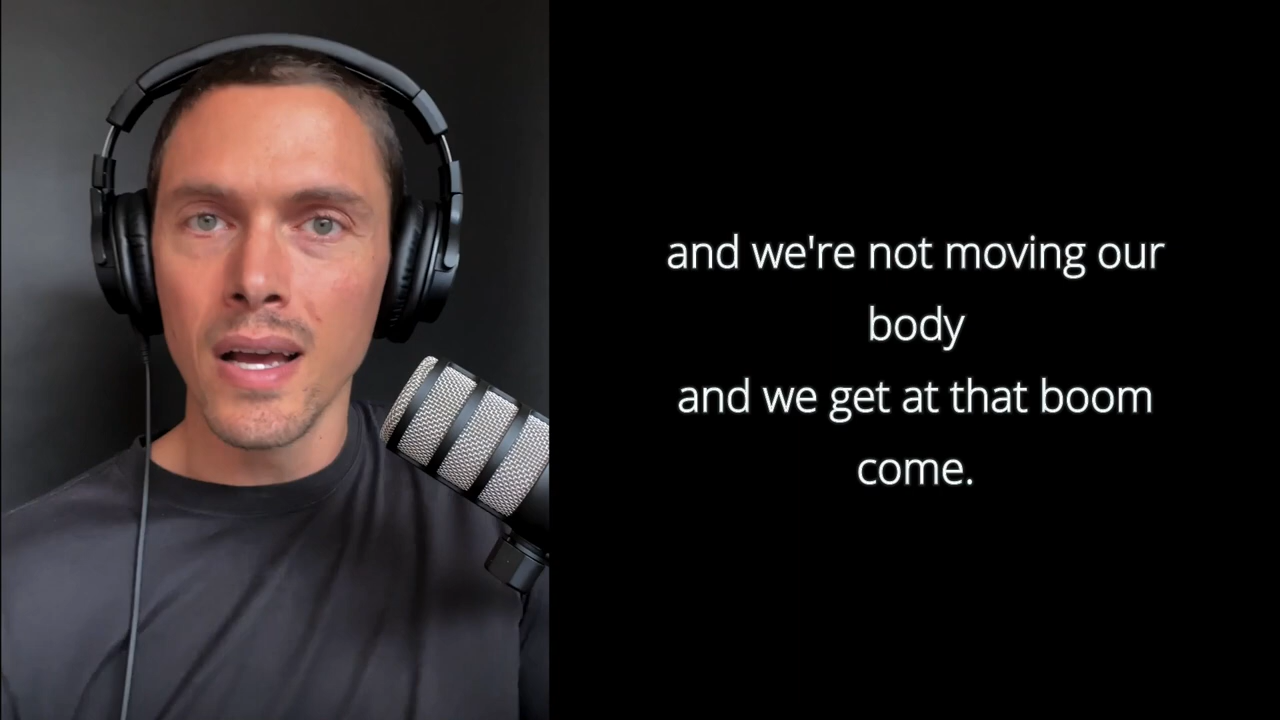 and we're not moving our
body
and we get at that boom
come.